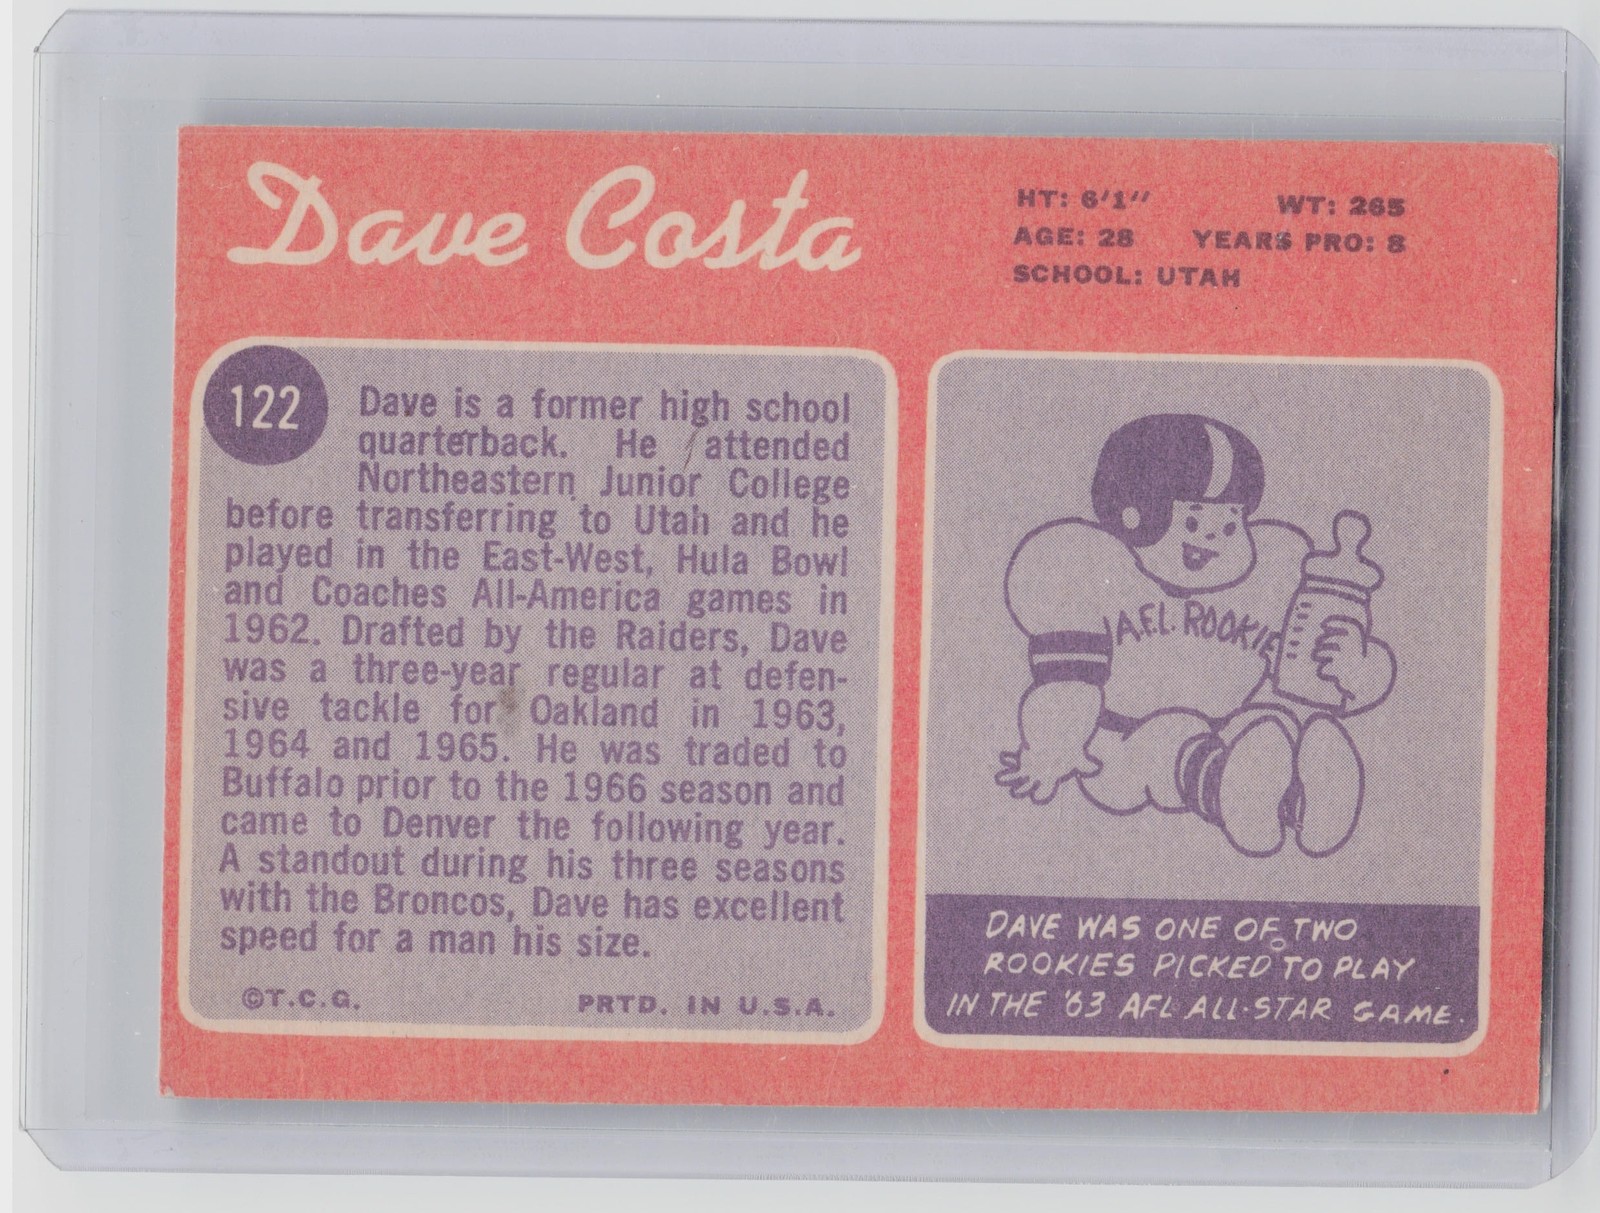 Dave Costa
HT: 6'1" WT: 265
AGE: 28 YEARS PRO: 8
SCHOOL: UTAH
122
Dave is a former high school
quarterback. He attended
Northeastern Junior College
before transferring to Utah and he
played in the East-West, Hula Bowl
and Coaches All-America games in
1962. Drafted by the Raiders, Dave
was a three-year regular at defen-
sive tackle for Oakland in 1963,
1964 and 1965. He was traded to
Buffalo prior to the 1966 season and
came to Denver the following year.
A standout during his three seasons
with the Broncos, Dave has excellent
speed for a man his size.
©T.C.G. PRTD. IN U.S.A.
A.F.L. ROOKIE
DAVE WAS ONE OF TWO
ROOKIES PICKED TO PLAY
IN THE '63 AFL ALL-STAR GAME.